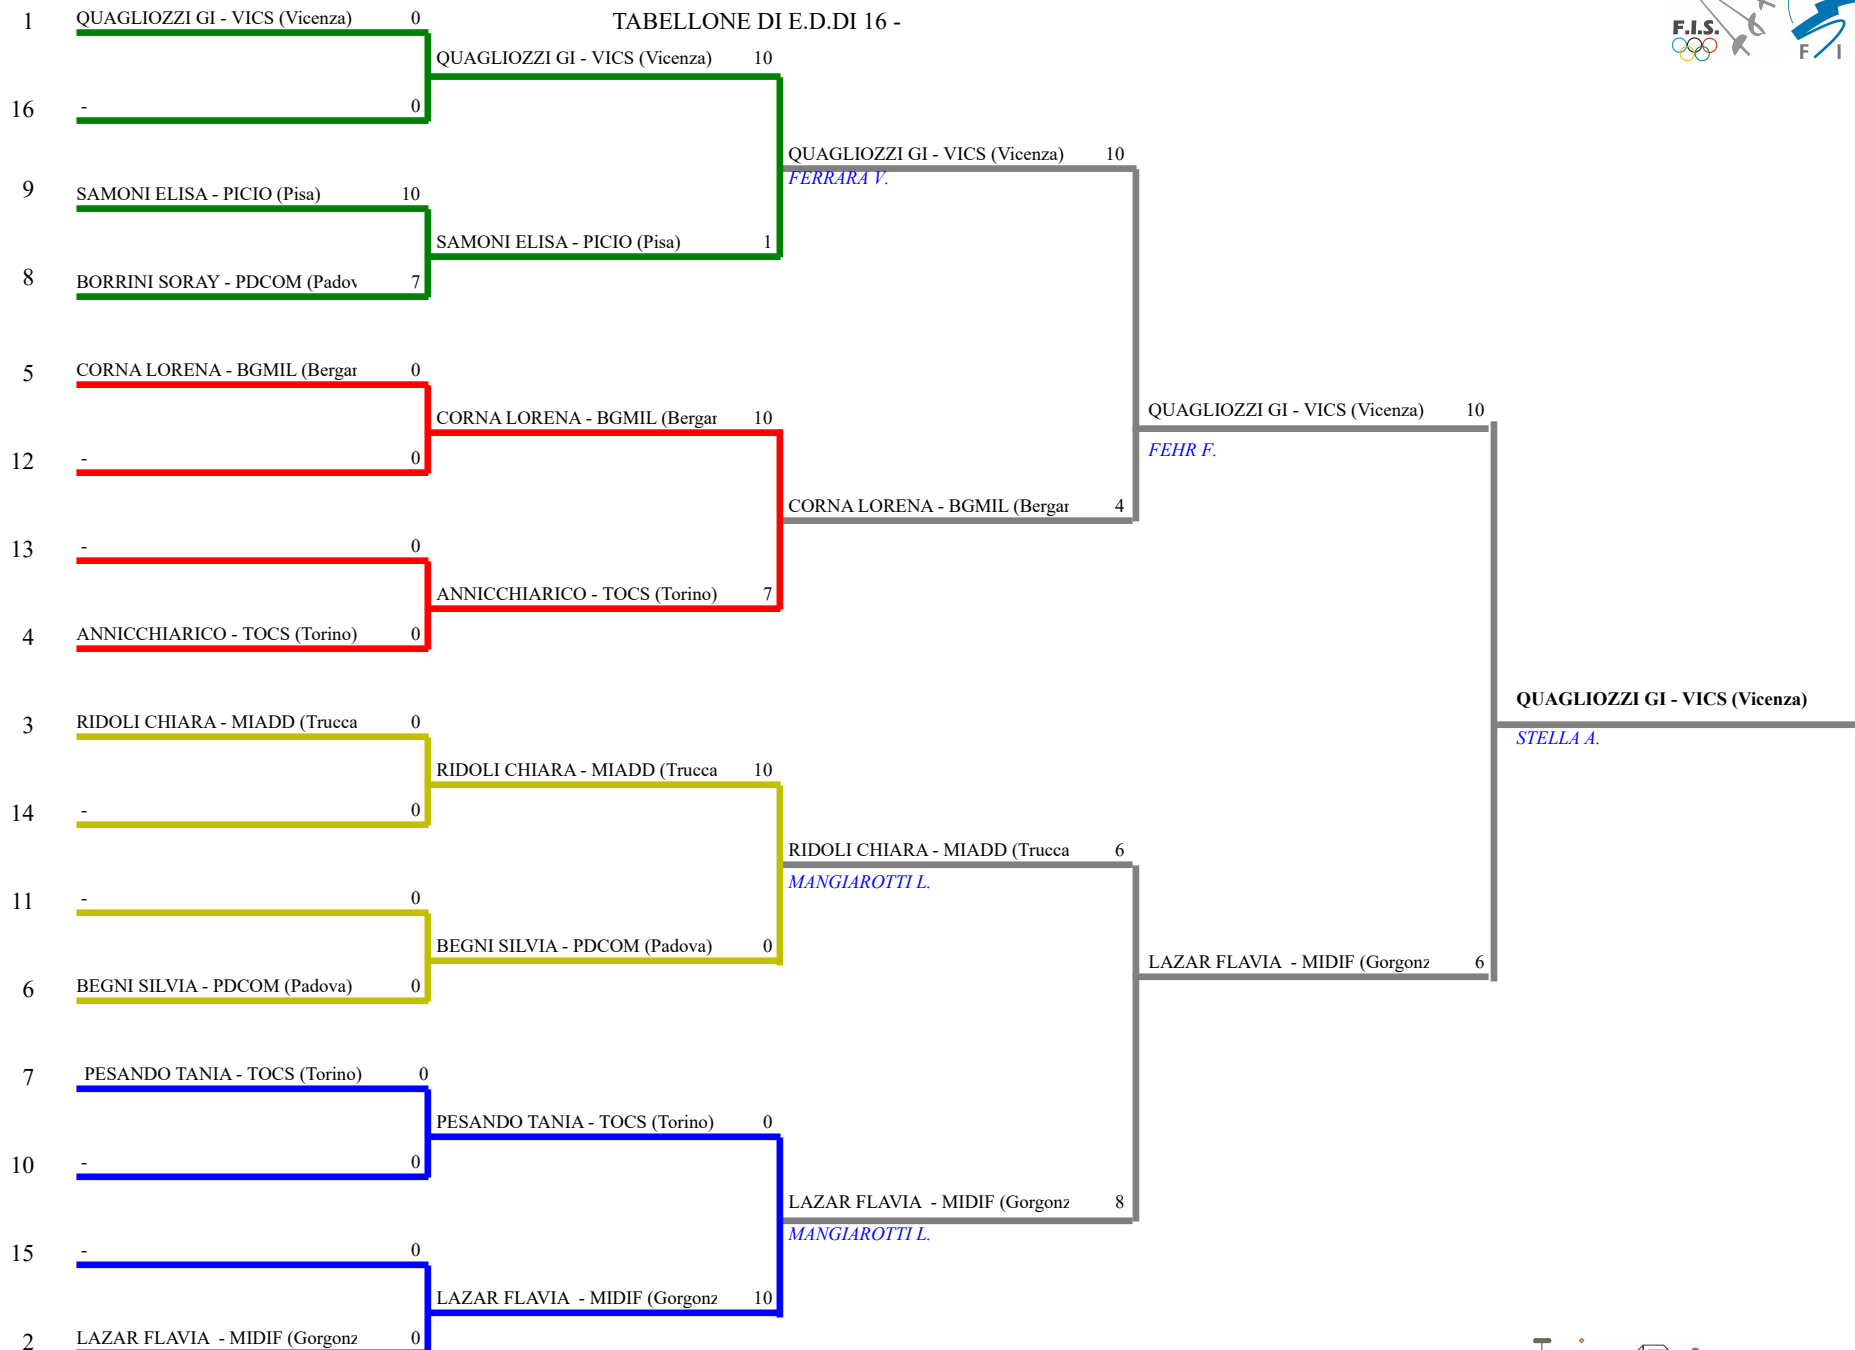 TABELLONE DI E.D.DI 16 -
F.I.S.
F I
1 QUAGLIOZZI GI - VICS (Vicenza) 0
QUAGLIOZZI GI - VICS (Vicenza) 10
16 - 0
QUAGLIOZZI GI - VICS (Vicenza) 10
FERRARA V.
9 SAMONI ELISA - PICIO (Pisa) 10
SAMONI ELISA - PICIO (Pisa) 1
8 BORRINI SORAY - PDCOM (Padov 7
5 CORNA LORENA - BGMIL (Bergar 0
CORNA LORENA - BGMIL (Bergar 10
QUAGLIOZZI GI - VICS (Vicenza) 10
FEHR F.
12 - 0
CORNA LORENA - BGMIL (Bergar 4
13 - 0
ANNICCHIARICO - TOCS (Torino) 7
4 ANNICCHIARICO - TOCS (Torino) 0
QUAGLIOZZI GI - VICS (Vicenza)
STELLA A.
3 RIDOLI CHIARA - MIADD (Trucca 0
RIDOLI CHIARA - MIADD (Trucca 10
14 - 0
RIDOLI CHIARA - MIADD (Trucca 6
MANGIAROTTI L.
11 - 0
BEGNI SILVIA - PDCOM (Padova) 0
LAZAR FLAVIA - MIDIF (Gorgonz 6
6 BEGNI SILVIA - PDCOM (Padova) 0
7 PESANDO TANIA - TOCS (Torino) 0
PESANDO TANIA - TOCS (Torino) 0
10 - 0
LAZAR FLAVIA - MIDIF (Gorgonz 8
MANGIAROTTI L.
15 - 0
LAZAR FLAVIA - MIDIF (Gorgonz 10
2 LAZAR FLAVIA - MIDIF (Gorgonz 0